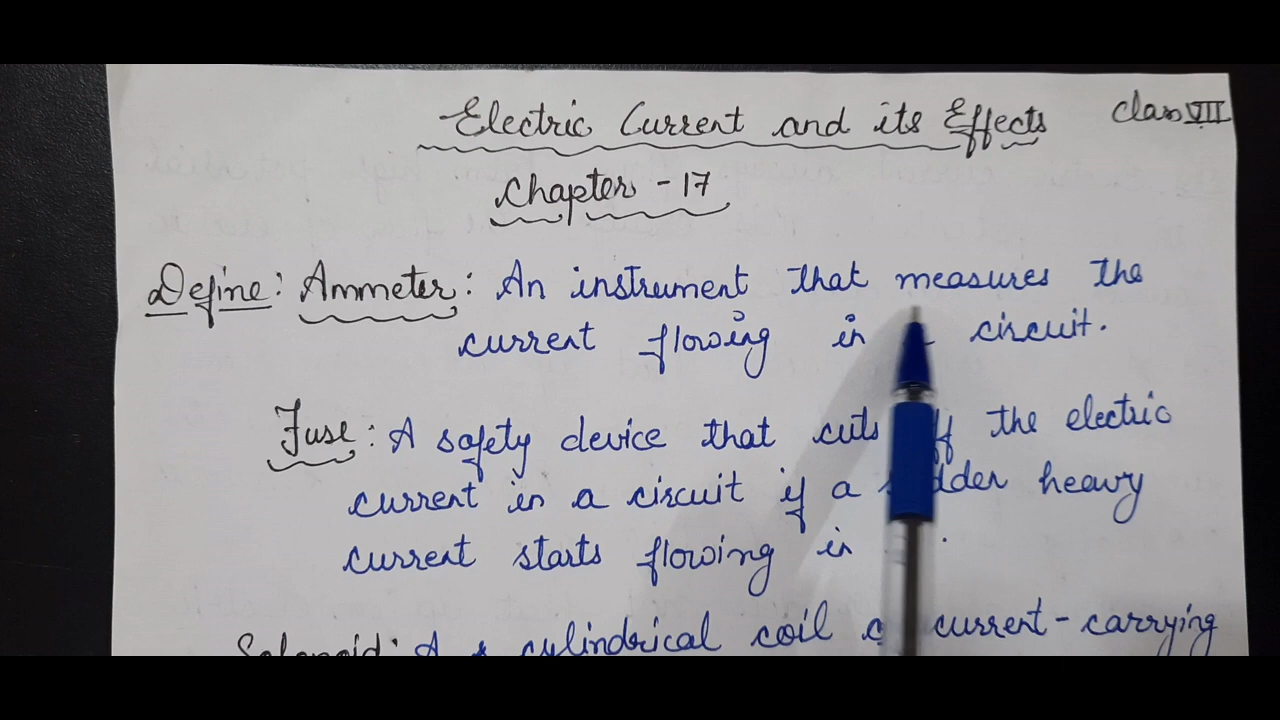 Electric Current and its Effects Class VII
Chapter - 17
Define: Ammeter: An instrument that measures the
current flowing in circuit.
Fuse: A safety device that cuts the electric
current in a circuit if a heavy
current starts flowing in
Solenoid: A cylindrical coil current-carrying